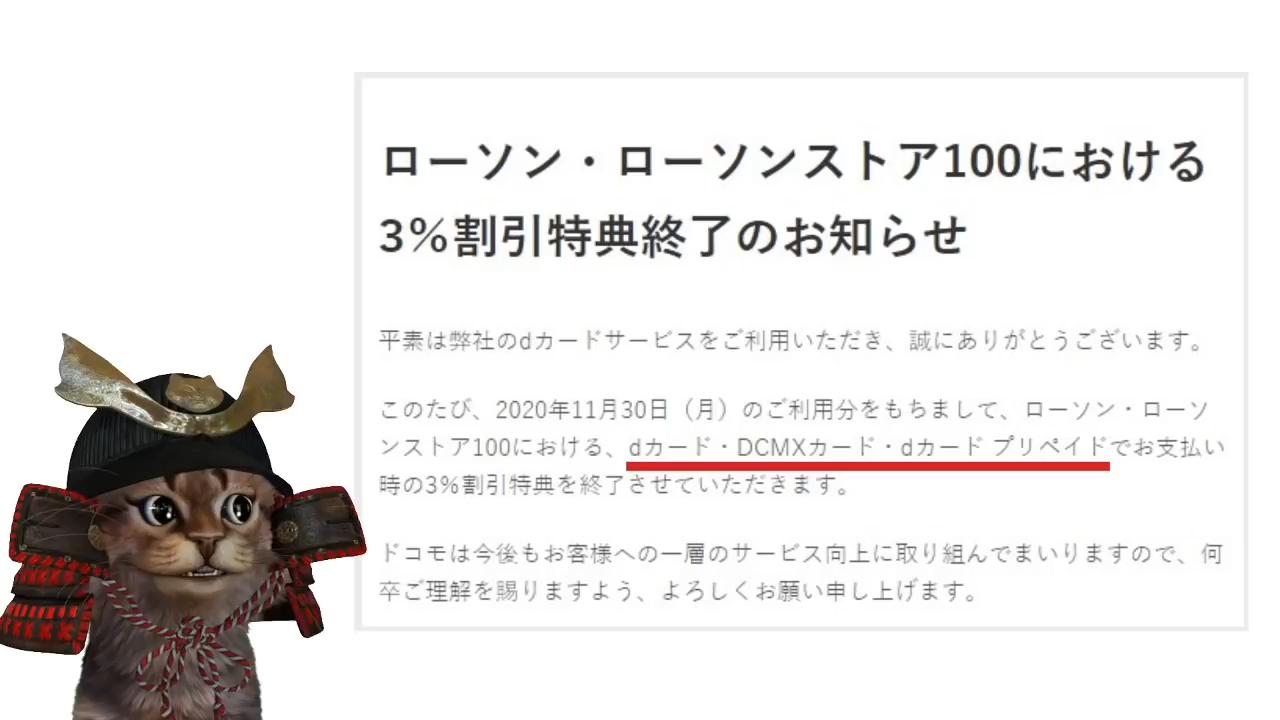 ローソン・ローソンストア100における
3％割引特典終了のお知らせ
平素は弊社のdカードサービスをご利用いただき、誠にありがとうございます。
このたび、2020年11月30日（月）のご利用分をもちまして、ローソン・ローソ
ンストア100における、dカード・DCMXカード・dカード プリペイドでお支払い
時の3％割引特典を終了させていただきます。
ドコモは今後もお客様への一層のサービス向上に取り組んでまいりますので、何
卒ご理解を賜りますよう、よろしくお願い申し上げます。